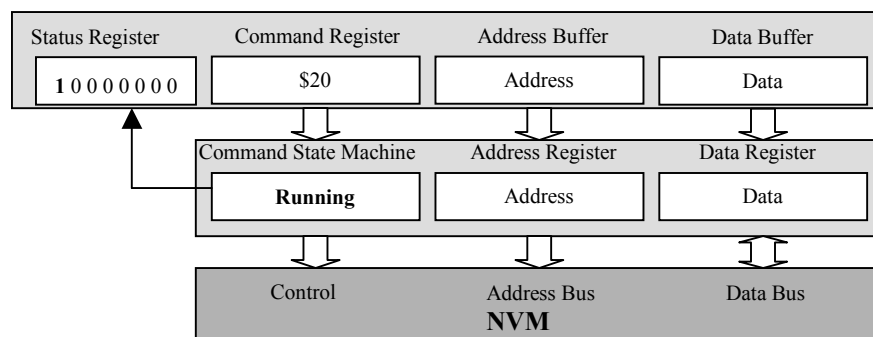 Status Register Command Register Address Buffer Data Buffer
1 0 0 0 0 0 0 0 $20 Address Data
Command State Machine Address Register Data Register
Running Address Data
Control Address Bus Data Bus
NVM